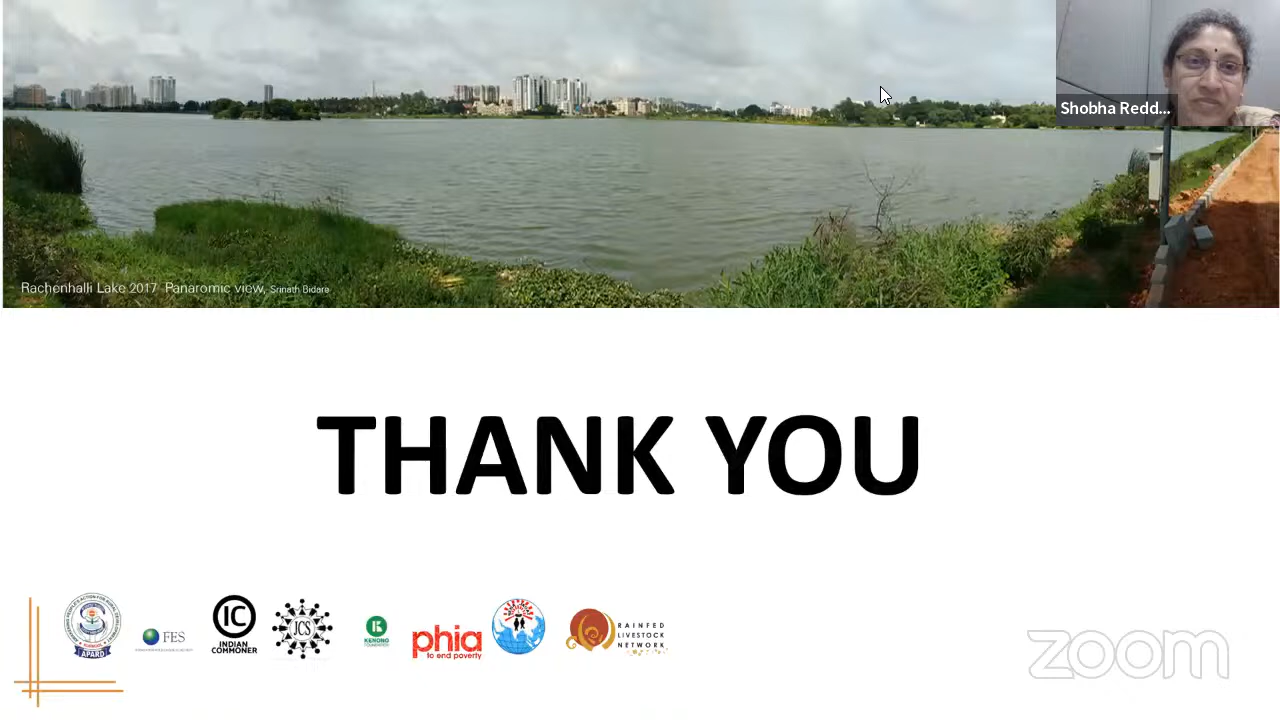 Shobha Redd...
Rachenhalli Lake 2017 Panaromic view, Srinath Bidare
THANK YOU
APARD
FES
IC
INDIAN
COMMONER
JCS
phia
to end poverty
RAINFED
LIVESTOCK
NETWORK
zoom